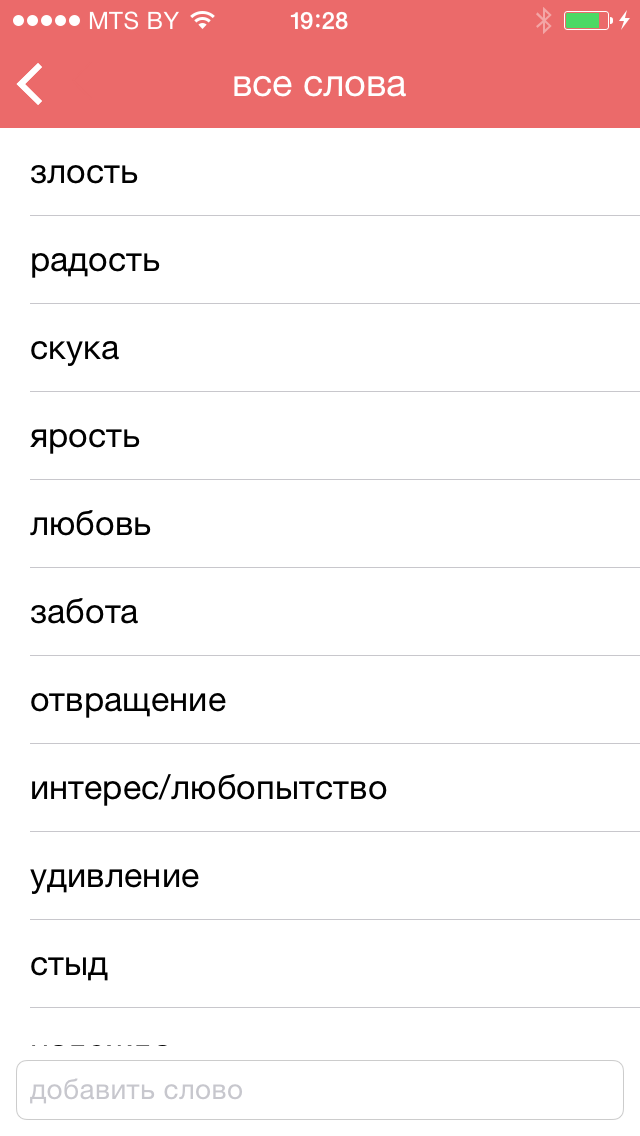 MTS BY 19:28
все слова
злость
радость
скука
ярость
любовь
забота
отвращение
интерес/любопытство
удивление
стыд
добавить слово